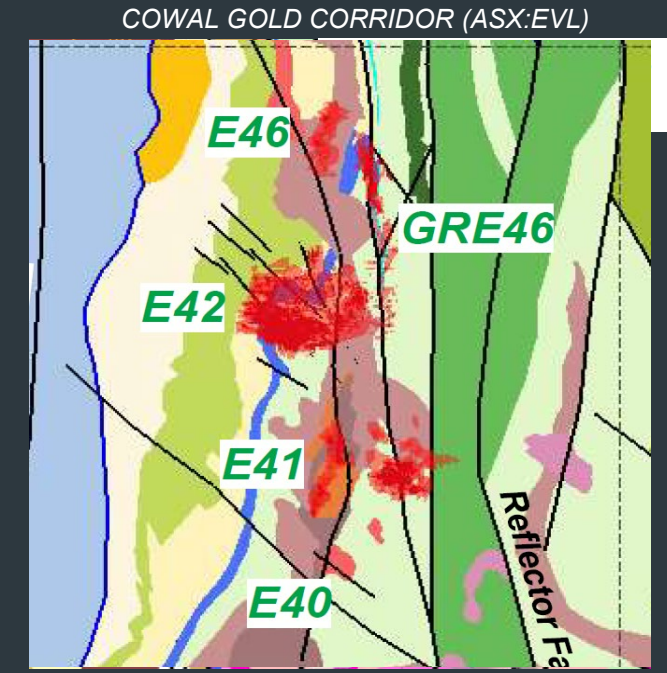 COWAL GOLD CORRIDOR (ASX:EVL)
E46
GRE46
E42
E41
Reflector Fa
E40